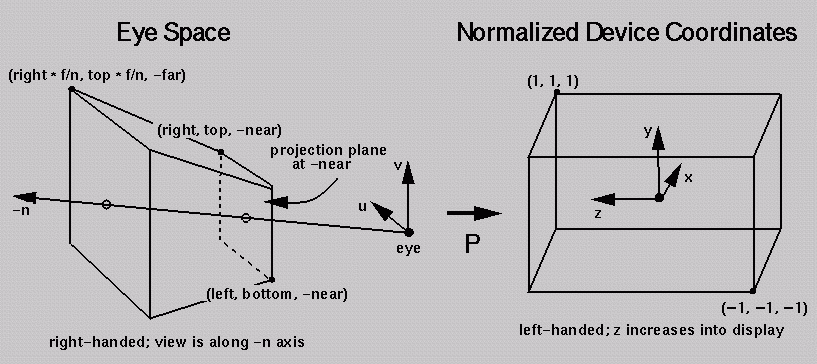 Eye Space
Normalized Device Coordinates
(right * f/n, top * f/n, −far)
(right, top, −near)
projection plane
at −near
v
u
−n
eye
(left, bottom, −near)
right−handed; view is along −n axis
P
(1, 1, 1)
y
x
z
(−1, −1, −1)
left−handed; z increases into display